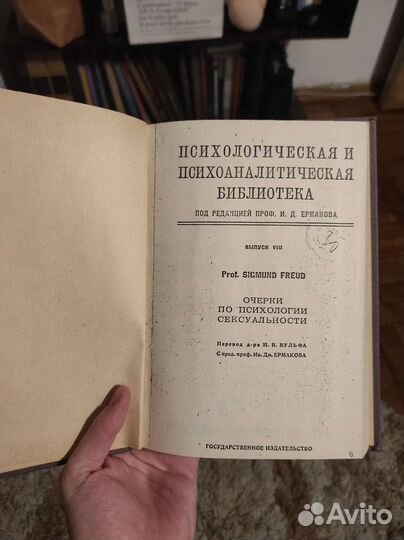 ПСИХОЛОГИЧЕСКАЯ И
ПСИХОАНАЛИТИЧЕСКАЯ
БИБЛИОТЕКА
ПОД РЕДАКЦИЕЙ ПРОФ. И. Д. ЕРМАКОВА
ВЫПУСК VIII
Prof. SIGMUND FREUD
ОЧЕРКИ
ПО ПСИХОЛОГИИ
СЕКСУАЛЬНОСТИ
Перевод д-ра М. В. ВУЛЬФА
С пред. проф. Ив. Дм. ЕРМАКОВА
ГОСУДАРСТВЕННОЕ ИЗДАТЕЛЬСТВО
Avito